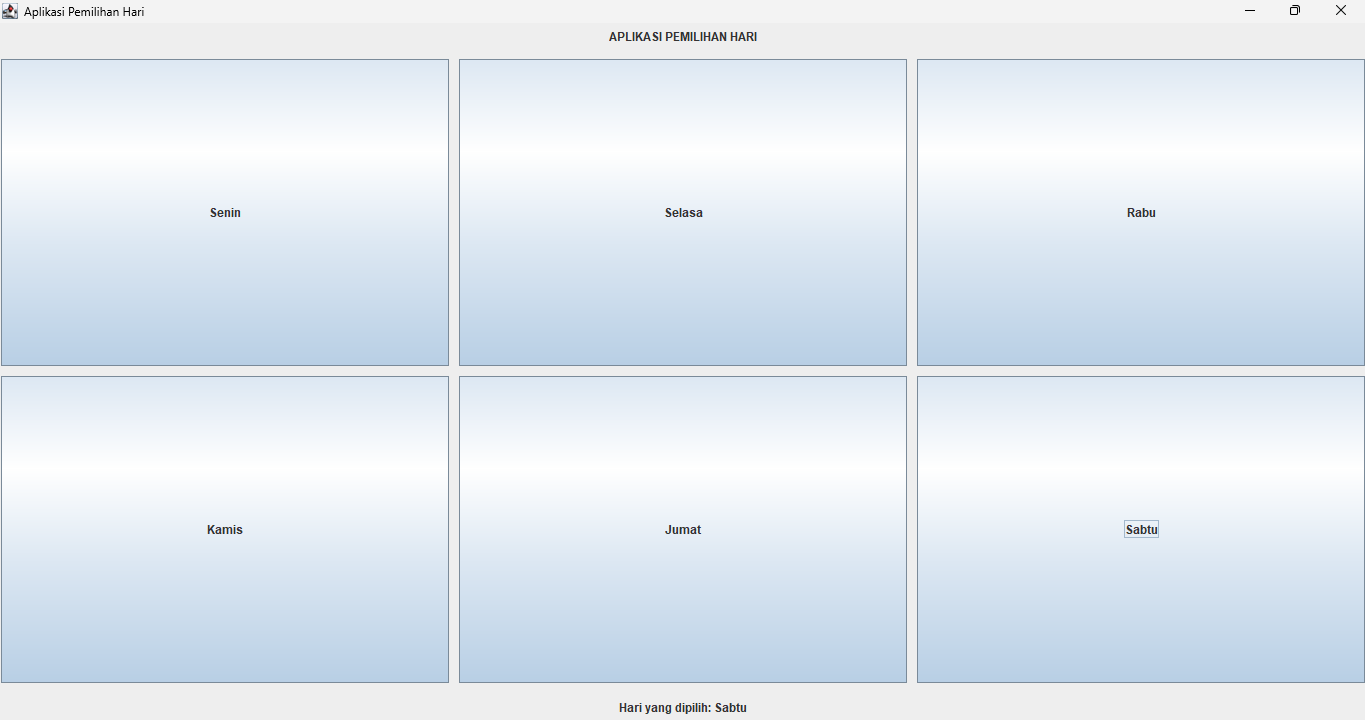 Aplikasi Pemilihan Hari
APLIKASI PEMILIHAN HARI
Senin
Selasa
Rabu
Kamis
Jumat
Sabtu
Hari yang dipilih: Sabtu